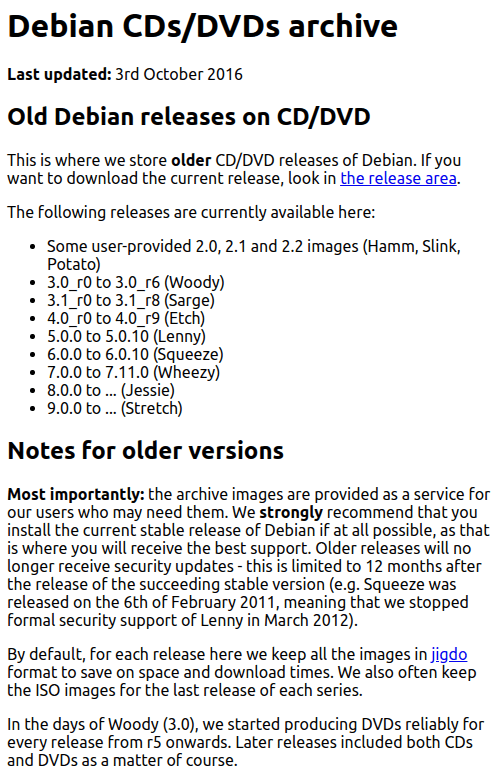 Debian CDs/DVDs archive
Last updated: 3rd October 2016
Old Debian releases on CD/DVD
This is where we store older CD/DVD releases of Debian. If you
want to download the current release, look in the release area.
The following releases are currently available here:
• Some user-provided 2.0, 2.1 and 2.2 images (Hamm, Slink,
Potato)
• 3.0_r0 to 3.0_r6 (Woody)
• 3.1_r0 to 3.1_r8 (Sarge)
• 4.0_r0 to 4.0_r9 (Etch)
• 5.0.0 to 5.0.10 (Lenny)
• 6.0.0 to 6.0.10 (Squeeze)
• 7.0.0 to 7.11.0 (Wheezy)
• 8.0.0 to ... (Jessie)
• 9.0.0 to ... (Stretch)
Notes for older versions
Most importantly: the archive images are provided as a service for
our users who may need them. We strongly recommend that you
install the current stable release of Debian if at all possible, as that
is where you will receive the best support. Older releases will no
longer receive security updates - this is limited to 12 months after
the release of the succeeding stable version (e.g. Squeeze was
released on the 6th of February 2011, meaning that we stopped
formal security support of Lenny in March 2012).
By default, for each release here we keep all the images in jigdo
format to save on space and download times. We also often keep
the ISO images for the last release of each series.
In the days of Woody (3.0), we started producing DVDs reliably for
every release from r5 onwards. Later releases included both CDs
and DVDs as a matter of course.